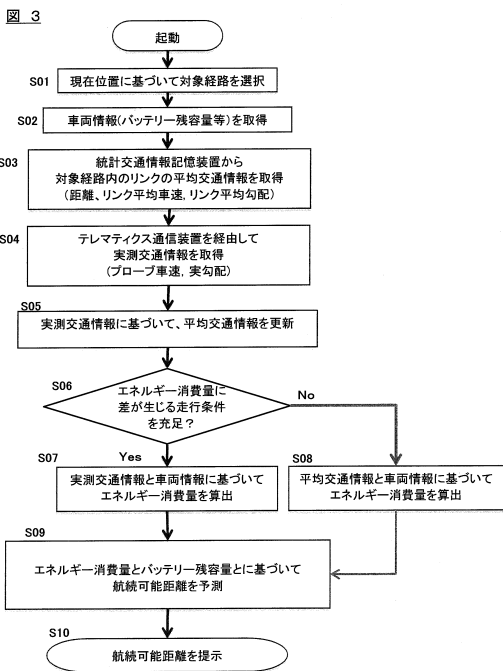 図 3
起動
S01
現在位置に基づいて対象経路を選択
S02
車両情報(バッテリー残容量等)を取得
S03
統計交通情報記憶装置から
対象経路内のリンクの平均交通情報を取得
(距離、リンク平均車速, リンク平均勾配)
S04
テレマティクス通信装置を経由して
実測交通情報を取得
(プローブ車速, 実勾配)
S05
実測交通情報に基づいて、平均交通情報を更新
S06
エネルギー消費量に
差が生じる走行条件
を充足?
No
Yes
S07
実測交通情報と車両情報に基づいて
エネルギー消費量を算出
S08
平均交通情報と車両情報に基づいて
エネルギー消費量を算出
S09
エネルギー消費量とバッテリー残容量とに基づいて
航続可能距離を予測
S10
航続可能距離を提示